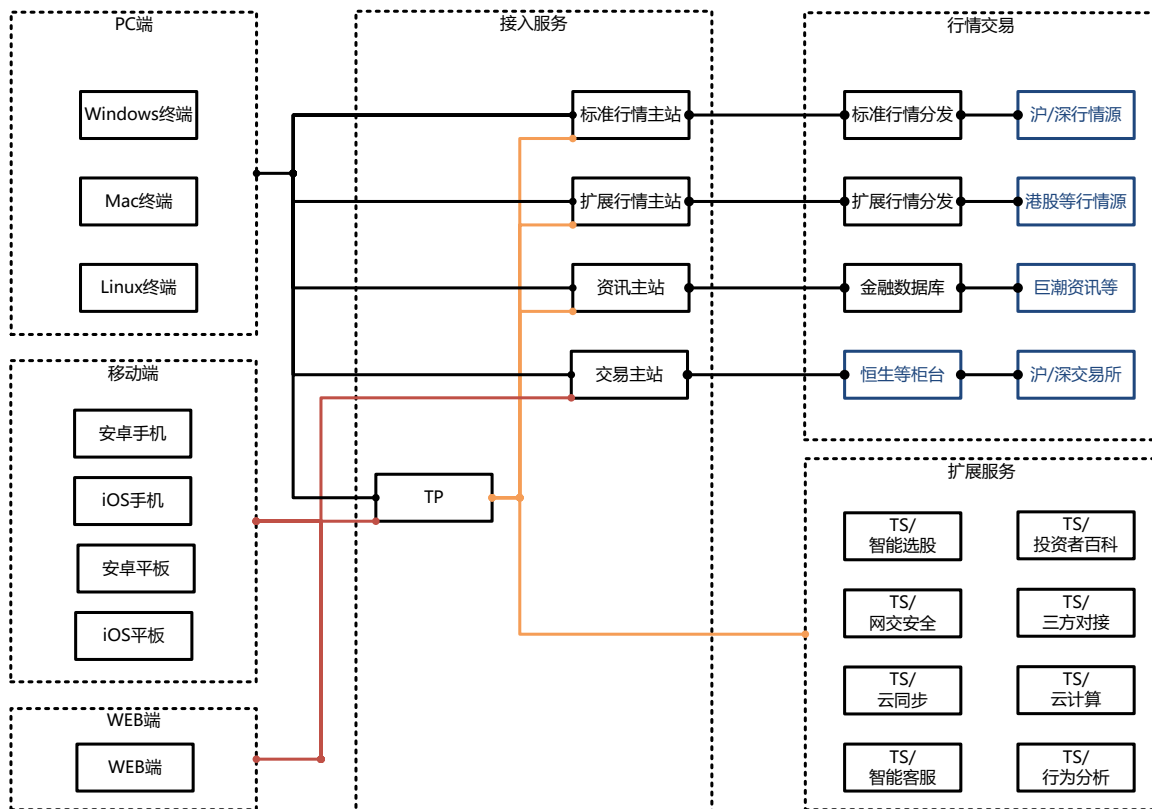 PC端
Windows终端
Mac终端
Linux终端
移动端
安卓手机
iOS手机
安卓平板
iOS平板
WEB端
WEB端
接入服务
标准行情主站
扩展行情主站
资讯主站
交易主站
TP
行情交易
标准行情分发
沪/深行情源
扩展行情分发
港股等行情源
金融数据库
巨潮资讯等
恒生等柜台
沪/深交易所
扩展服务
TS/
智能选股
TS/
投资者百科
TS/
网交安全
TS/
三方对接
TS/
云同步
TS/
云计算
TS/
智能客服
TS/
行为分析